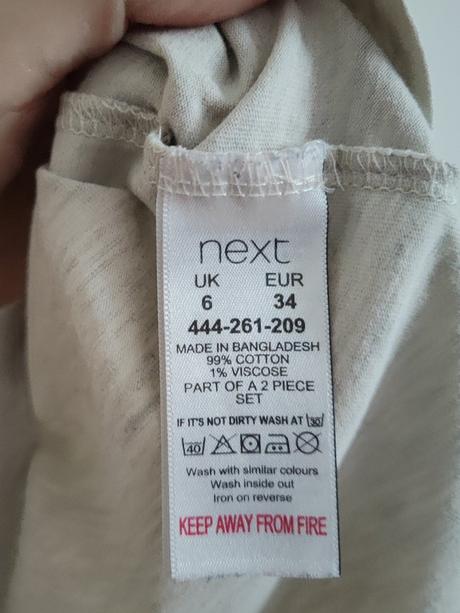 next
UK EUR
6 34
444-261-209
MADE IN BANGLADESH
99% COTTON
1% VISCOSE
PART OF A 2 PIECE
SET
IF IT'S NOT DIRTY WASH AT 30
40
Wash with similar colours
Wash inside out
Iron on reverse
KEEP AWAY FROM FIRE